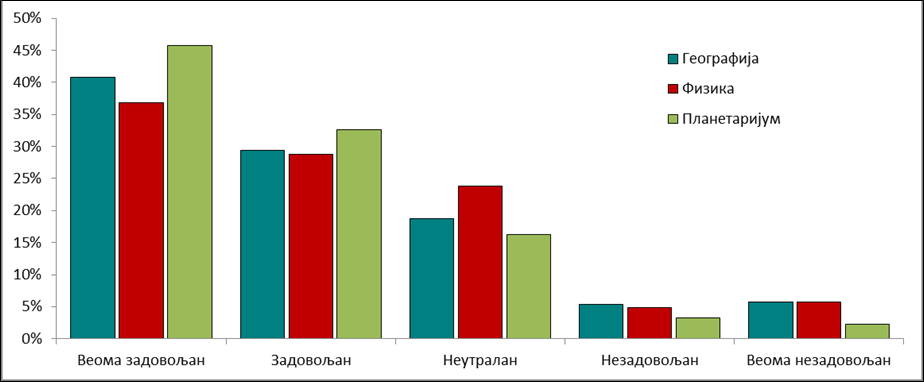 50%
45%
40%
35%
30%
25%
20%
15%
10%
5%
0%
Географија
Физика
Планетаријум
Веома задовољан
Задовољан
Неутралан
Незадовољан
Веома незадовољан